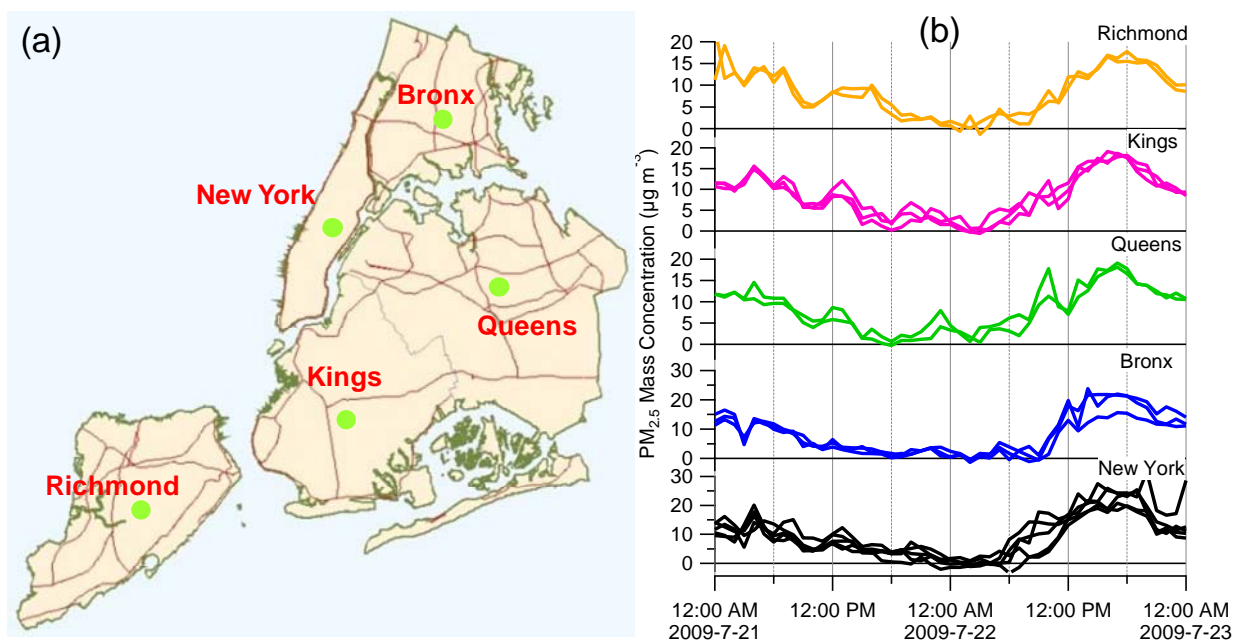 (a)
Bronx
New York
Queens
Kings
Richmond
(b)
PM2.5 Mass Concentration (µg m-3)
Richmond
20
15
10
5
0
Kings
20
15
10
5
0
Queens
20
15
10
5
0
Bronx
30
20
10
0
New York
30
20
10
0
12:00 AM 12:00 PM 12:00 AM 12:00 PM 12:00 AM
2009-7-21 2009-7-22 2009-7-23